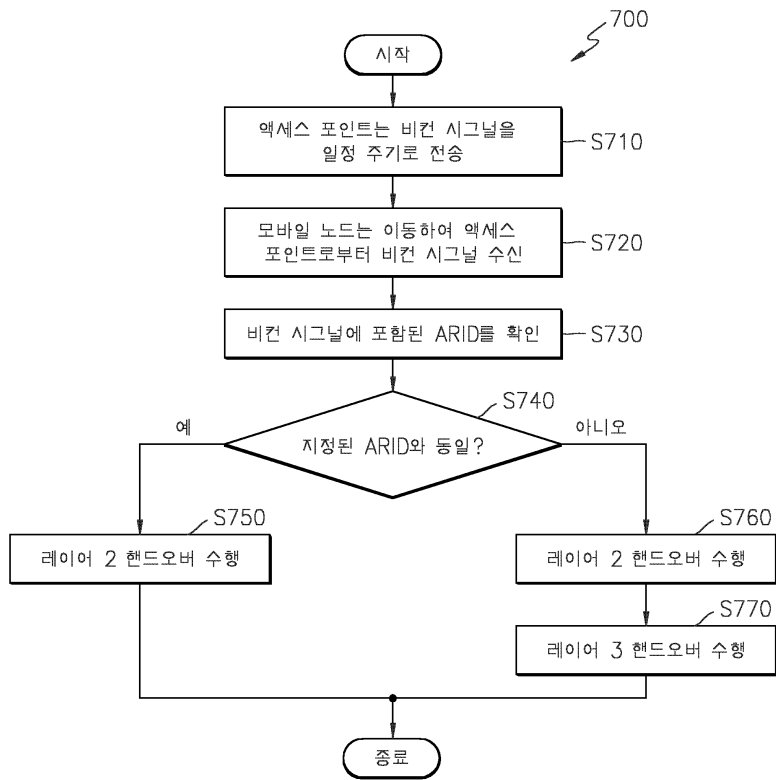 700
시작
액세스 포인트는 비컨 시그널을
일정 주기로 전송
S710
모바일 노드는 이동하여 액세스
포인트로부터 비컨 시그널 수신
S720
비컨 시그널에 포함된 ARID를 확인
S730
S740
지정된 ARID와 동일?
예
아니오
S750
레이어 2 핸드오버 수행
S760
레이어 2 핸드오버 수행
S770
레이어 3 핸드오버 수행
종료